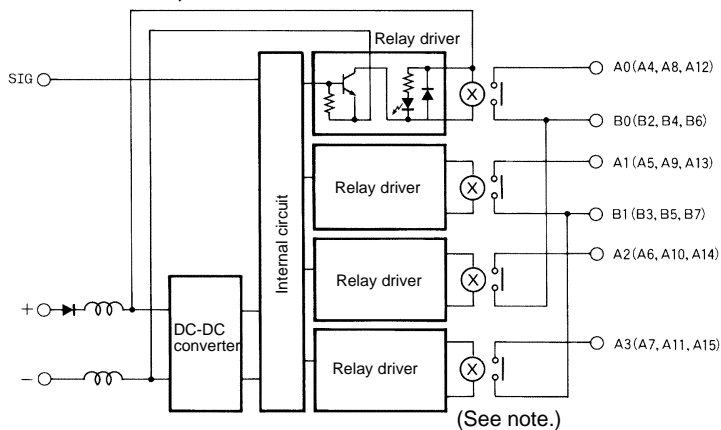 Relay driver
SIG
A0 (A4, A8, A12)
B0 (B2, B4, B6)
A1 (A5, A9, A13)
Relay driver
B1 (B3, B5, B7)
Internal circuit
A2 (A6, A10, A14)
Relay driver
+
DC-DC
converter
A3 (A7, A11, A15)
Relay driver
−
(See note.)